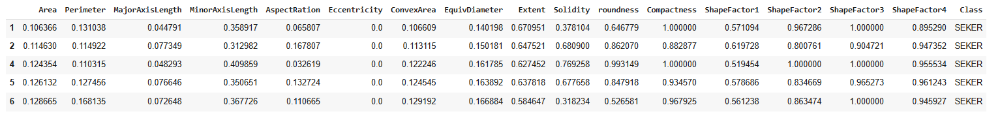 Area Perimeter MajorAxisLength MinorAxisLength AspectRation Eccentricity ConvexArea EquivDiameter Extent Solidity roundness Compactness ShapeFactor1 ShapeFactor2 ShapeFactor3 ShapeFactor4 Class
1 0.106366 0.131038 0.044791 0.358917 0.065807 0.0 0.106609 0.140198 0.670951 0.378104 0.646779 1.000000 0.571094 0.967286 1.000000 0.895290 SEKER
2 0.114630 0.114922 0.077349 0.312982 0.167807 0.0 0.113115 0.150181 0.647521 0.680900 0.862070 0.882877 0.619728 0.800761 0.904721 0.947352 SEKER
4 0.124354 0.110315 0.048293 0.409859 0.032619 0.0 0.122246 0.161785 0.627452 0.769258 0.993149 1.000000 0.519454 1.000000 1.000000 0.955534 SEKER
5 0.126132 0.127456 0.076646 0.350651 0.132724 0.0 0.124545 0.163892 0.637818 0.677658 0.847918 0.934570 0.578686 0.834669 0.965273 0.961243 SEKER
6 0.128665 0.168135 0.072648 0.367726 0.110665 0.0 0.129192 0.166884 0.584647 0.318234 0.526581 0.967925 0.561238 0.863474 1.000000 0.945927 SEKER